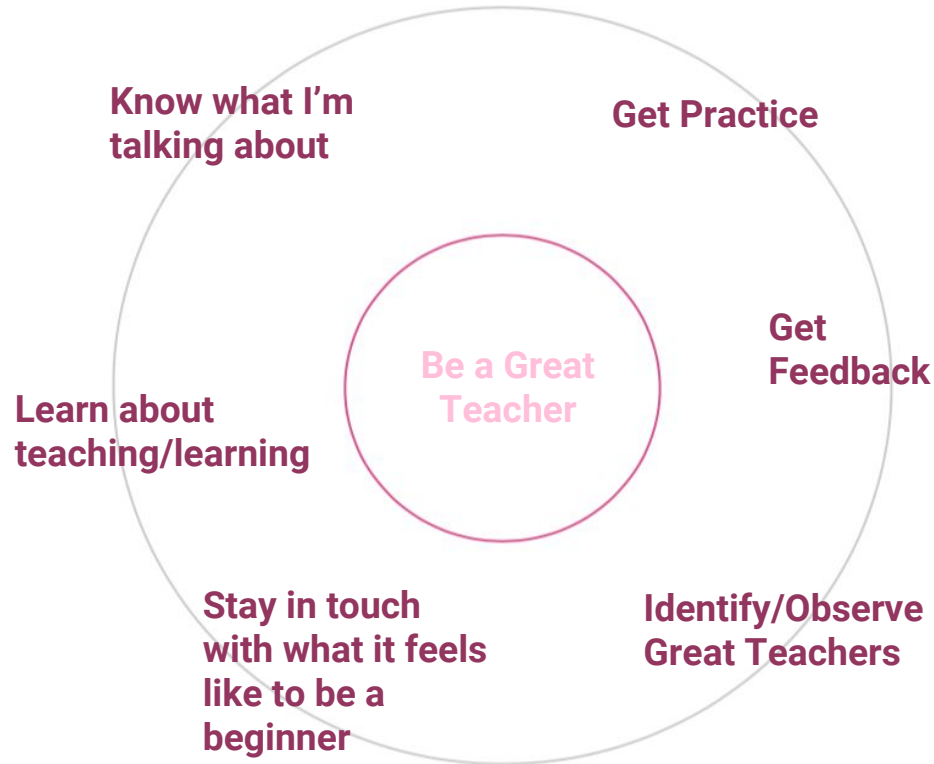 Know what I’m
talking about
Get Practice
Get
Feedback
Be a Great
Teacher
Learn about
teaching/learning
Stay in touch
with what it feels
like to be a
beginner
Identify/Observe
Great Teachers